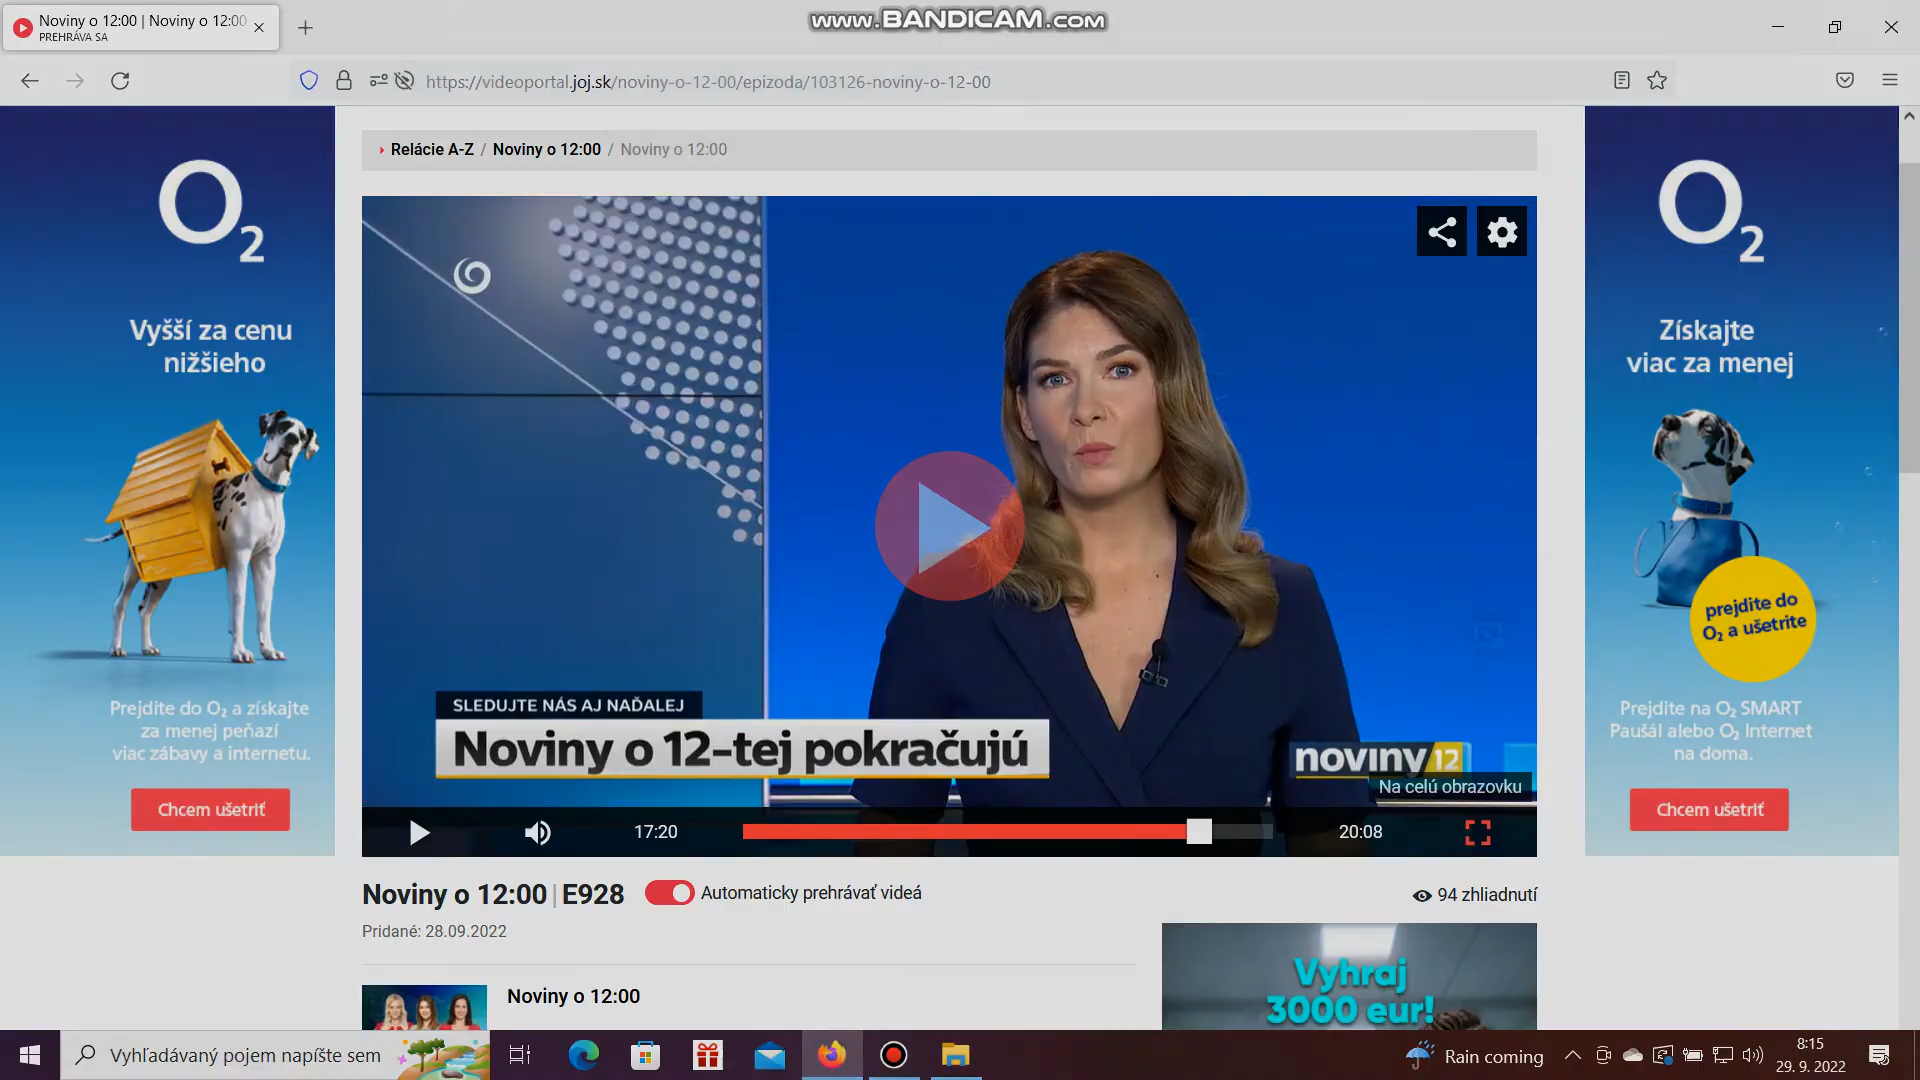 Noviny o 12:00 | Noviny o 12:00
PREHRÁVA SA
www.BANDICAM.com
https://videoportal.joj.sk/noviny-o-12-00/epizoda/103126-noviny-o-12-00
Relácie A-Z / Noviny o 12:00 / Noviny o 12:00
O2
Vyšší za cenu
nižšieho
Prejdite do O₂ a získajte
za menej peňazí
viac zábavy a internetu.
Chcem ušetriť
SLEDUJTE NÁS AJ NAĎALEJ
Noviny o 12-tej pokračujú
noviny 12
Na celú obrazovku
17:20
20:08
O2
Získajte
viac za menej
prejdite do
O₂ a ušetrite
Prejdite na O₂ SMART
Paušál alebo O₂ Internet
na doma.
Chcem ušetriť
Noviny o 12:00 | E928
Automaticky prehrávať videá
94 zhliadnutí
Pridané: 28.09.2022
Noviny o 12:00
Vyhraj
3000 eur!
Vyhľadávaný pojem napíšte sem
Rain coming
8:15
29. 9. 2022